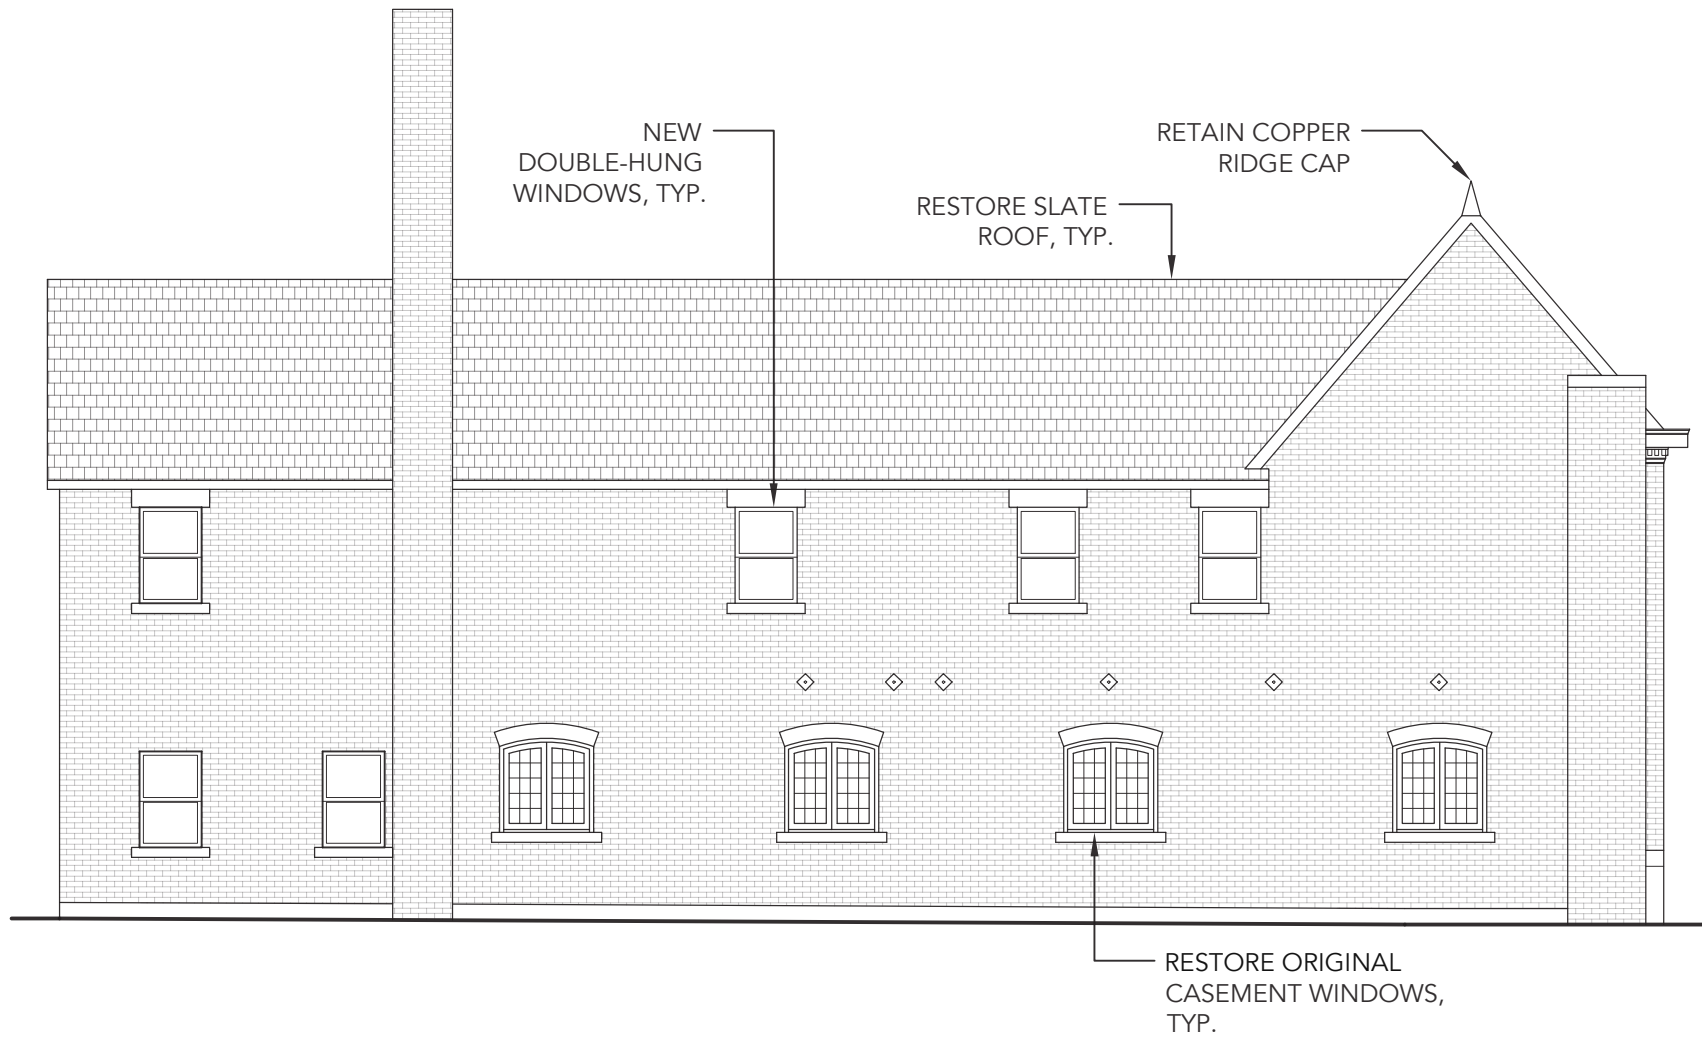 NEW
DOUBLE-HUNG
WINDOWS, TYP.
RETAIN COPPER
RIDGE CAP
RESTORE SLATE
ROOF, TYP.
RESTORE ORIGINAL
CASEMENT WINDOWS,
TYP.